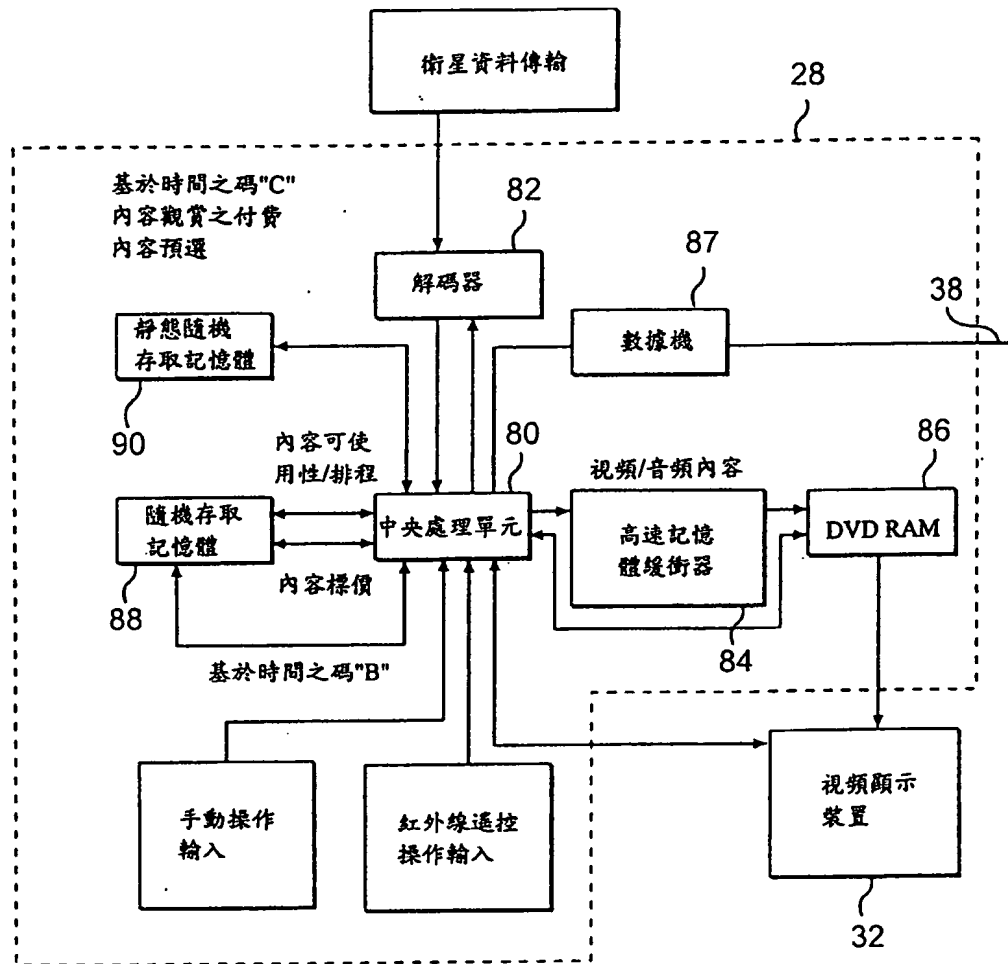 衛星資料傳輸
28
基於時間之碼"C"
內容觀賞之付費
內容預選
82
解碼器
87
數據機
38
靜態隨機
存取記憶體
90
內容可使
用性/排程
80
中央處理單元
視頻/音頻內容
86
高速記憶
體緩衝器
84
DVD RAM
隨機存取
記憶體
88
內容標價
基於時間之碼"B"
手動操作
輸入
紅外線遙控
操作輸入
視頻顯示
裝置
32